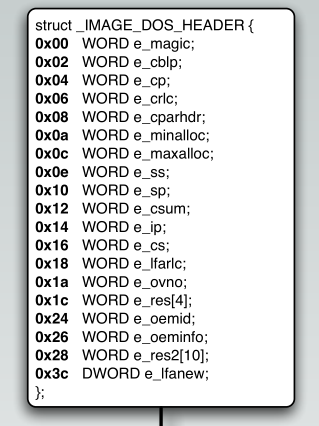 struct _IMAGE_DOS_HEADER {
0x00 WORD e_magic;
0x02 WORD e_cblp;
0x04 WORD e_cp;
0x06 WORD e_crlc;
0x08 WORD e_cparhdr;
0x0a WORD e_minalloc;
0x0c WORD e_maxalloc;
0x0e WORD e_ss;
0x10 WORD e_sp;
0x12 WORD e_csum;
0x14 WORD e_ip;
0x16 WORD e_cs;
0x18 WORD e_lfarlc;
0x1a WORD e_ovno;
0x1c WORD e_res[4];
0x24 WORD e_oemid;
0x26 WORD e_oeminfo;
0x28 WORD e_res2[10];
0x3c DWORD e_lfanew;
};